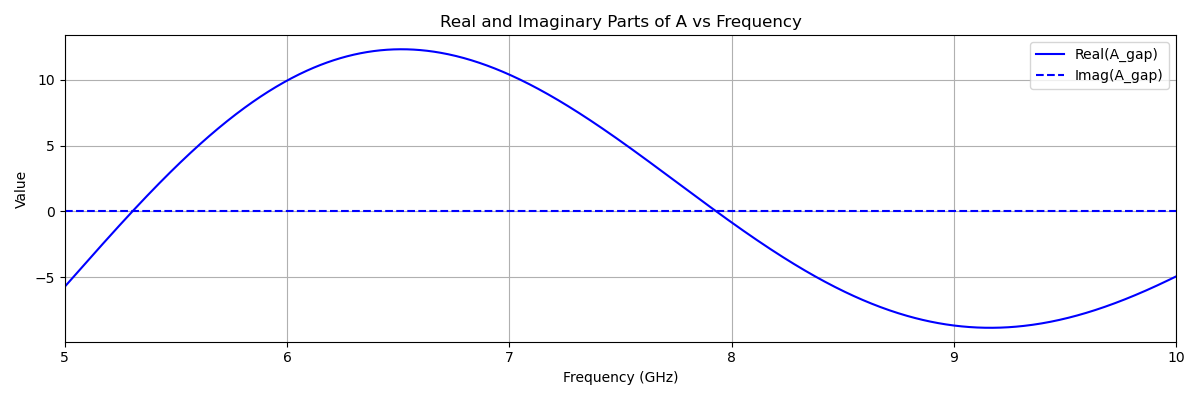 Real and Imaginary Parts of A vs Frequency
Real(A_gap)
Imag(A_gap)
Value
10
5
0
−5
5 6 7 8 9 10
Frequency (GHz)